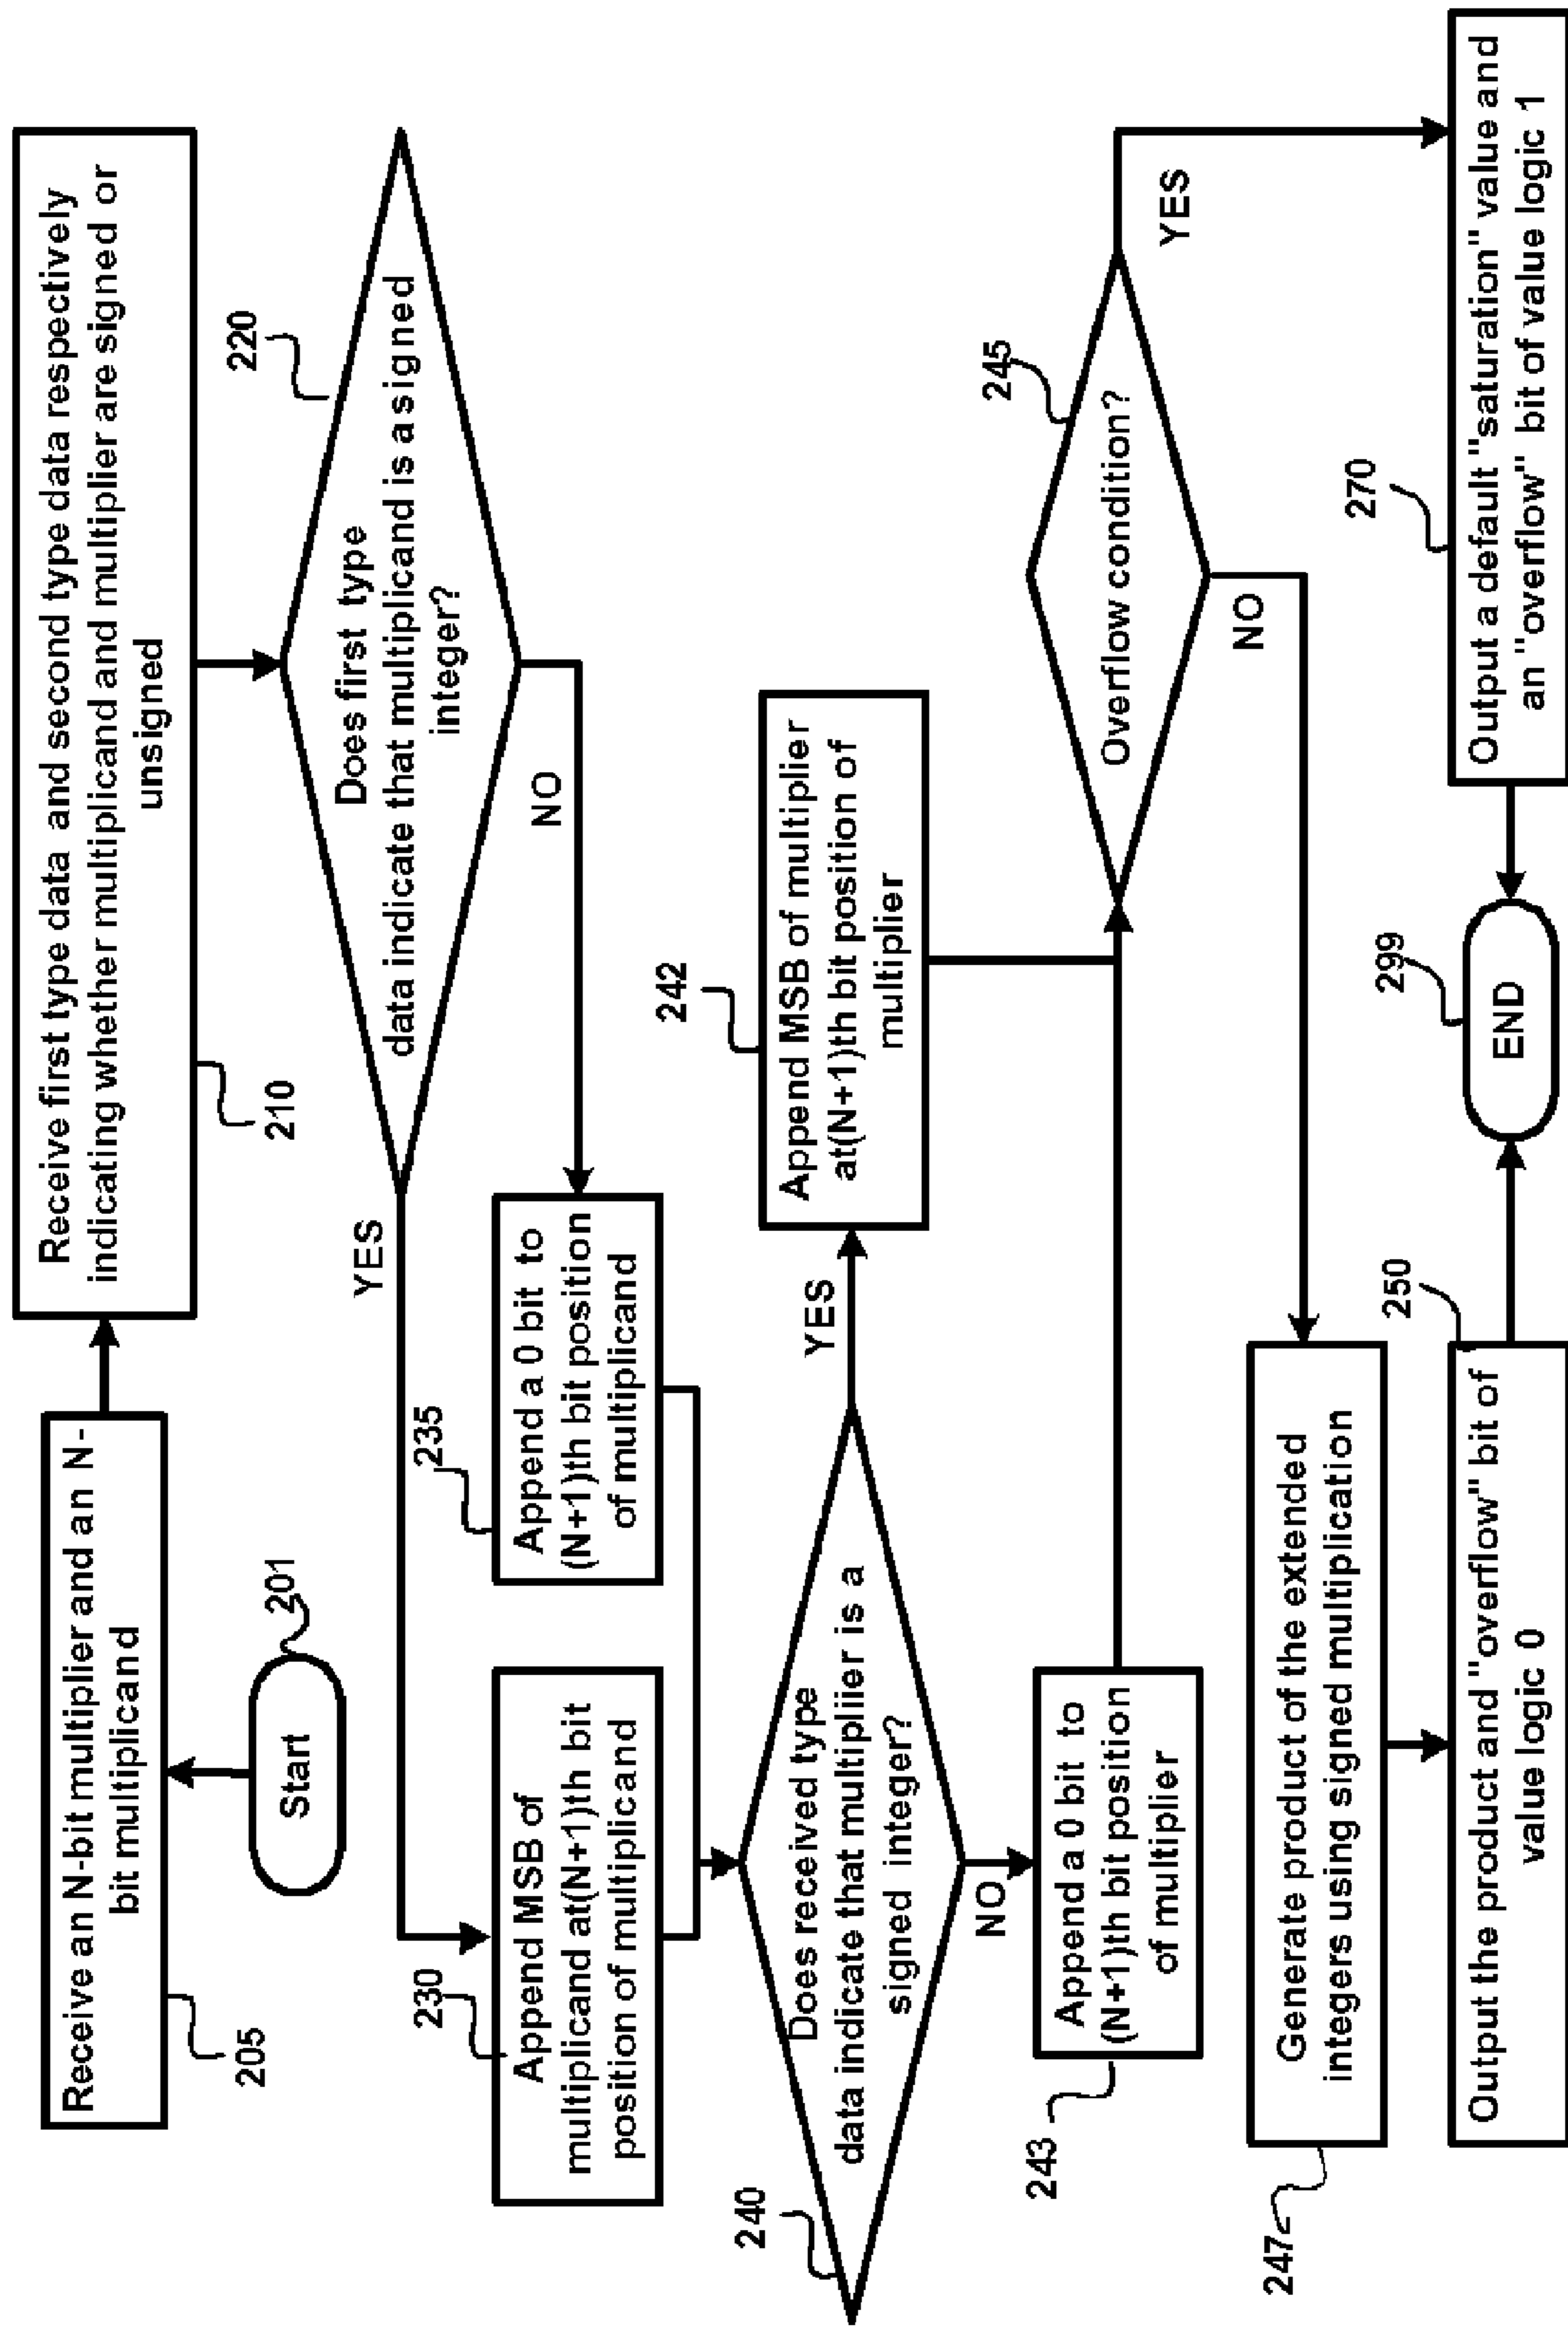 Start
201
Receive an N-bit multiplier and an N-
bit multiplicand
205
Receive first type data and second type data respectively
indicating whether multiplicand and multiplier are signed or
unsigned
210
Does first type
data indicate that multiplicand is a signed
integer?
220
YES
NO
Append MSB of
multiplicand at(N+1)th bit
position of multiplicand
230
Append a 0 bit to
(N+1)th bit position
of multiplicand
235
Does received type
data indicate that multipliier is a
signed integer?
240
YES
NO
Append MSB of multiplier
at(N+1)th bit position of
multiplier
242
Append a 0 bit to
(N+1)th bit position
of multiplier
243
Overflow condition?
245
YES
NO
Generate product of the extended
integers using signed multiplication
247
Output the product and "overflow" bit of
value logic 0
250
Output a default "saturation" value and
an "overflow" bit of value logic 1
270
END
299